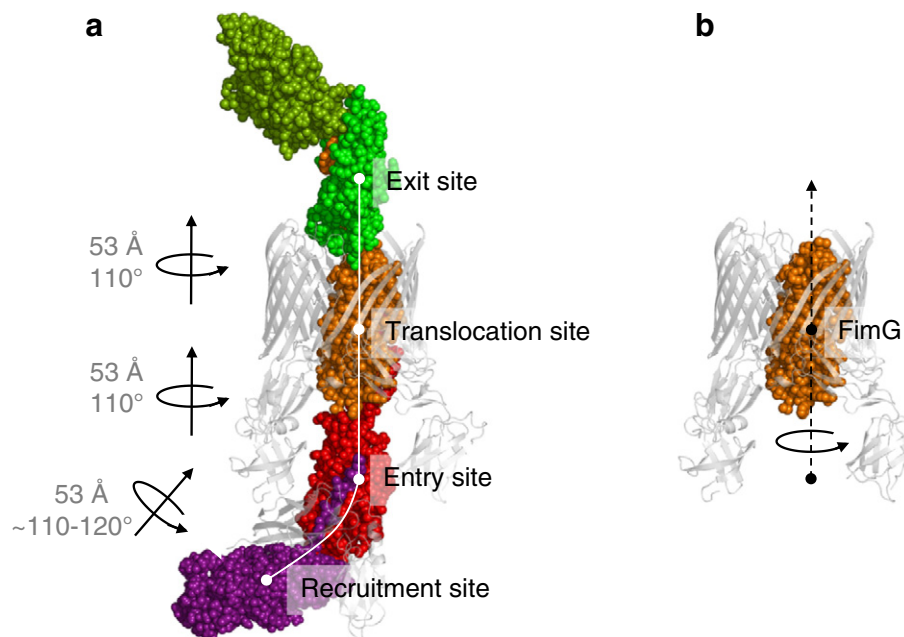 a
b
Exit site
53 Å
110°
Translocation site
FimG
53 Å
110°
Entry site
53 Å
~110-120°
Recruitment site